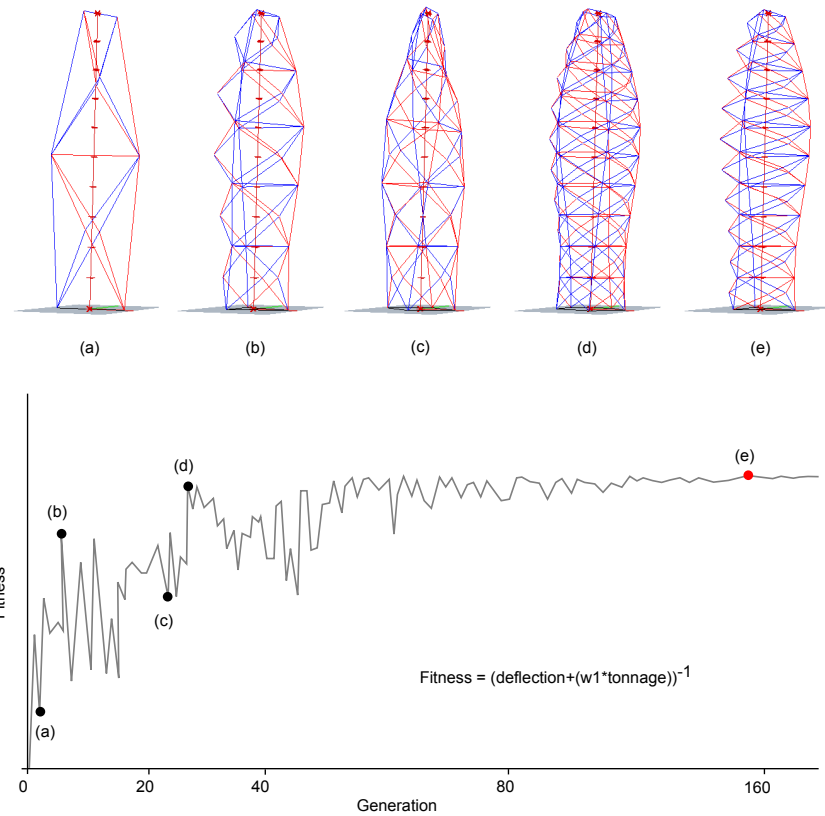 (a) (b) (c) (d) (e)
(e)
(d)
(b)
(c)
Fitness = (deflection+(w1*tonnage))-1
(a)
0 20 40 80 160
Generation